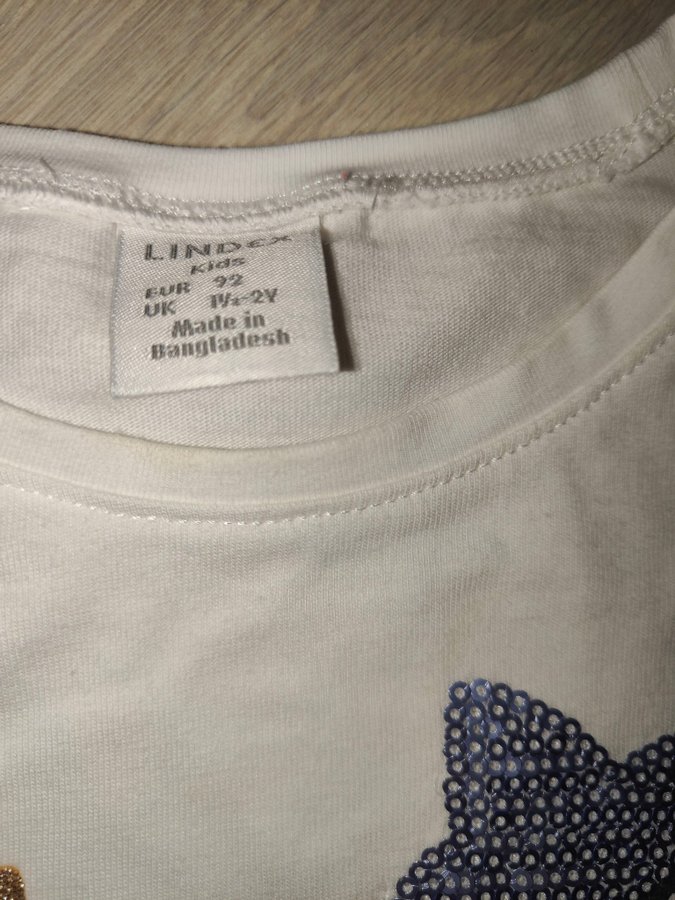 LINDEX
Kids
EUR 92
UK 1½-2Y
Made in
Bangladesh